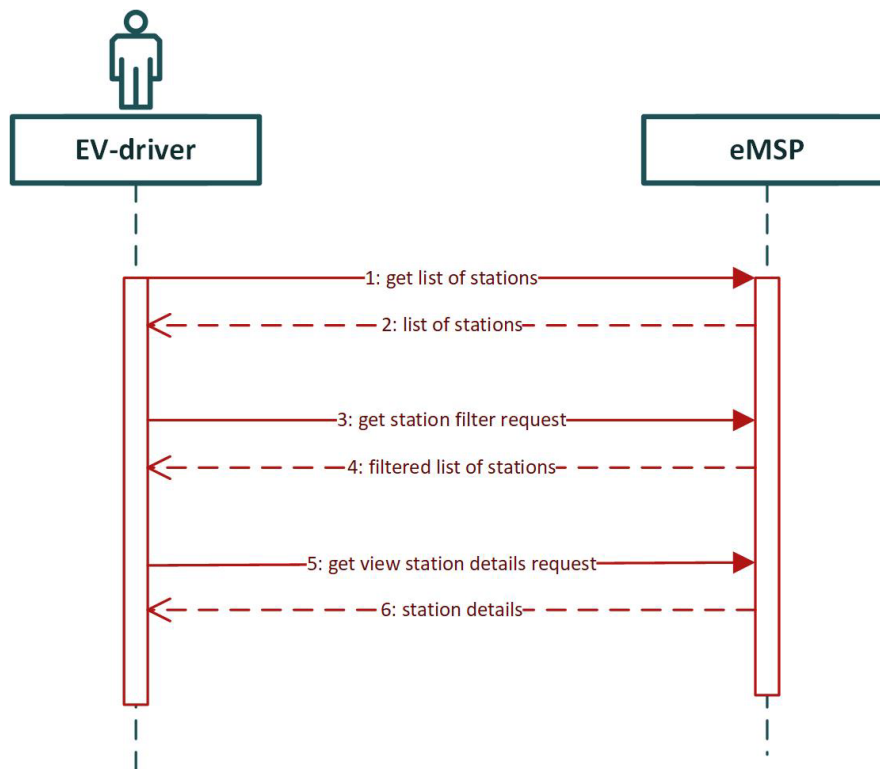 EV-driver
eMSP
1: get list of stations
2: list of stations
3: get station filter request
4: filtered list of stations
5: get view station details request
6: station details